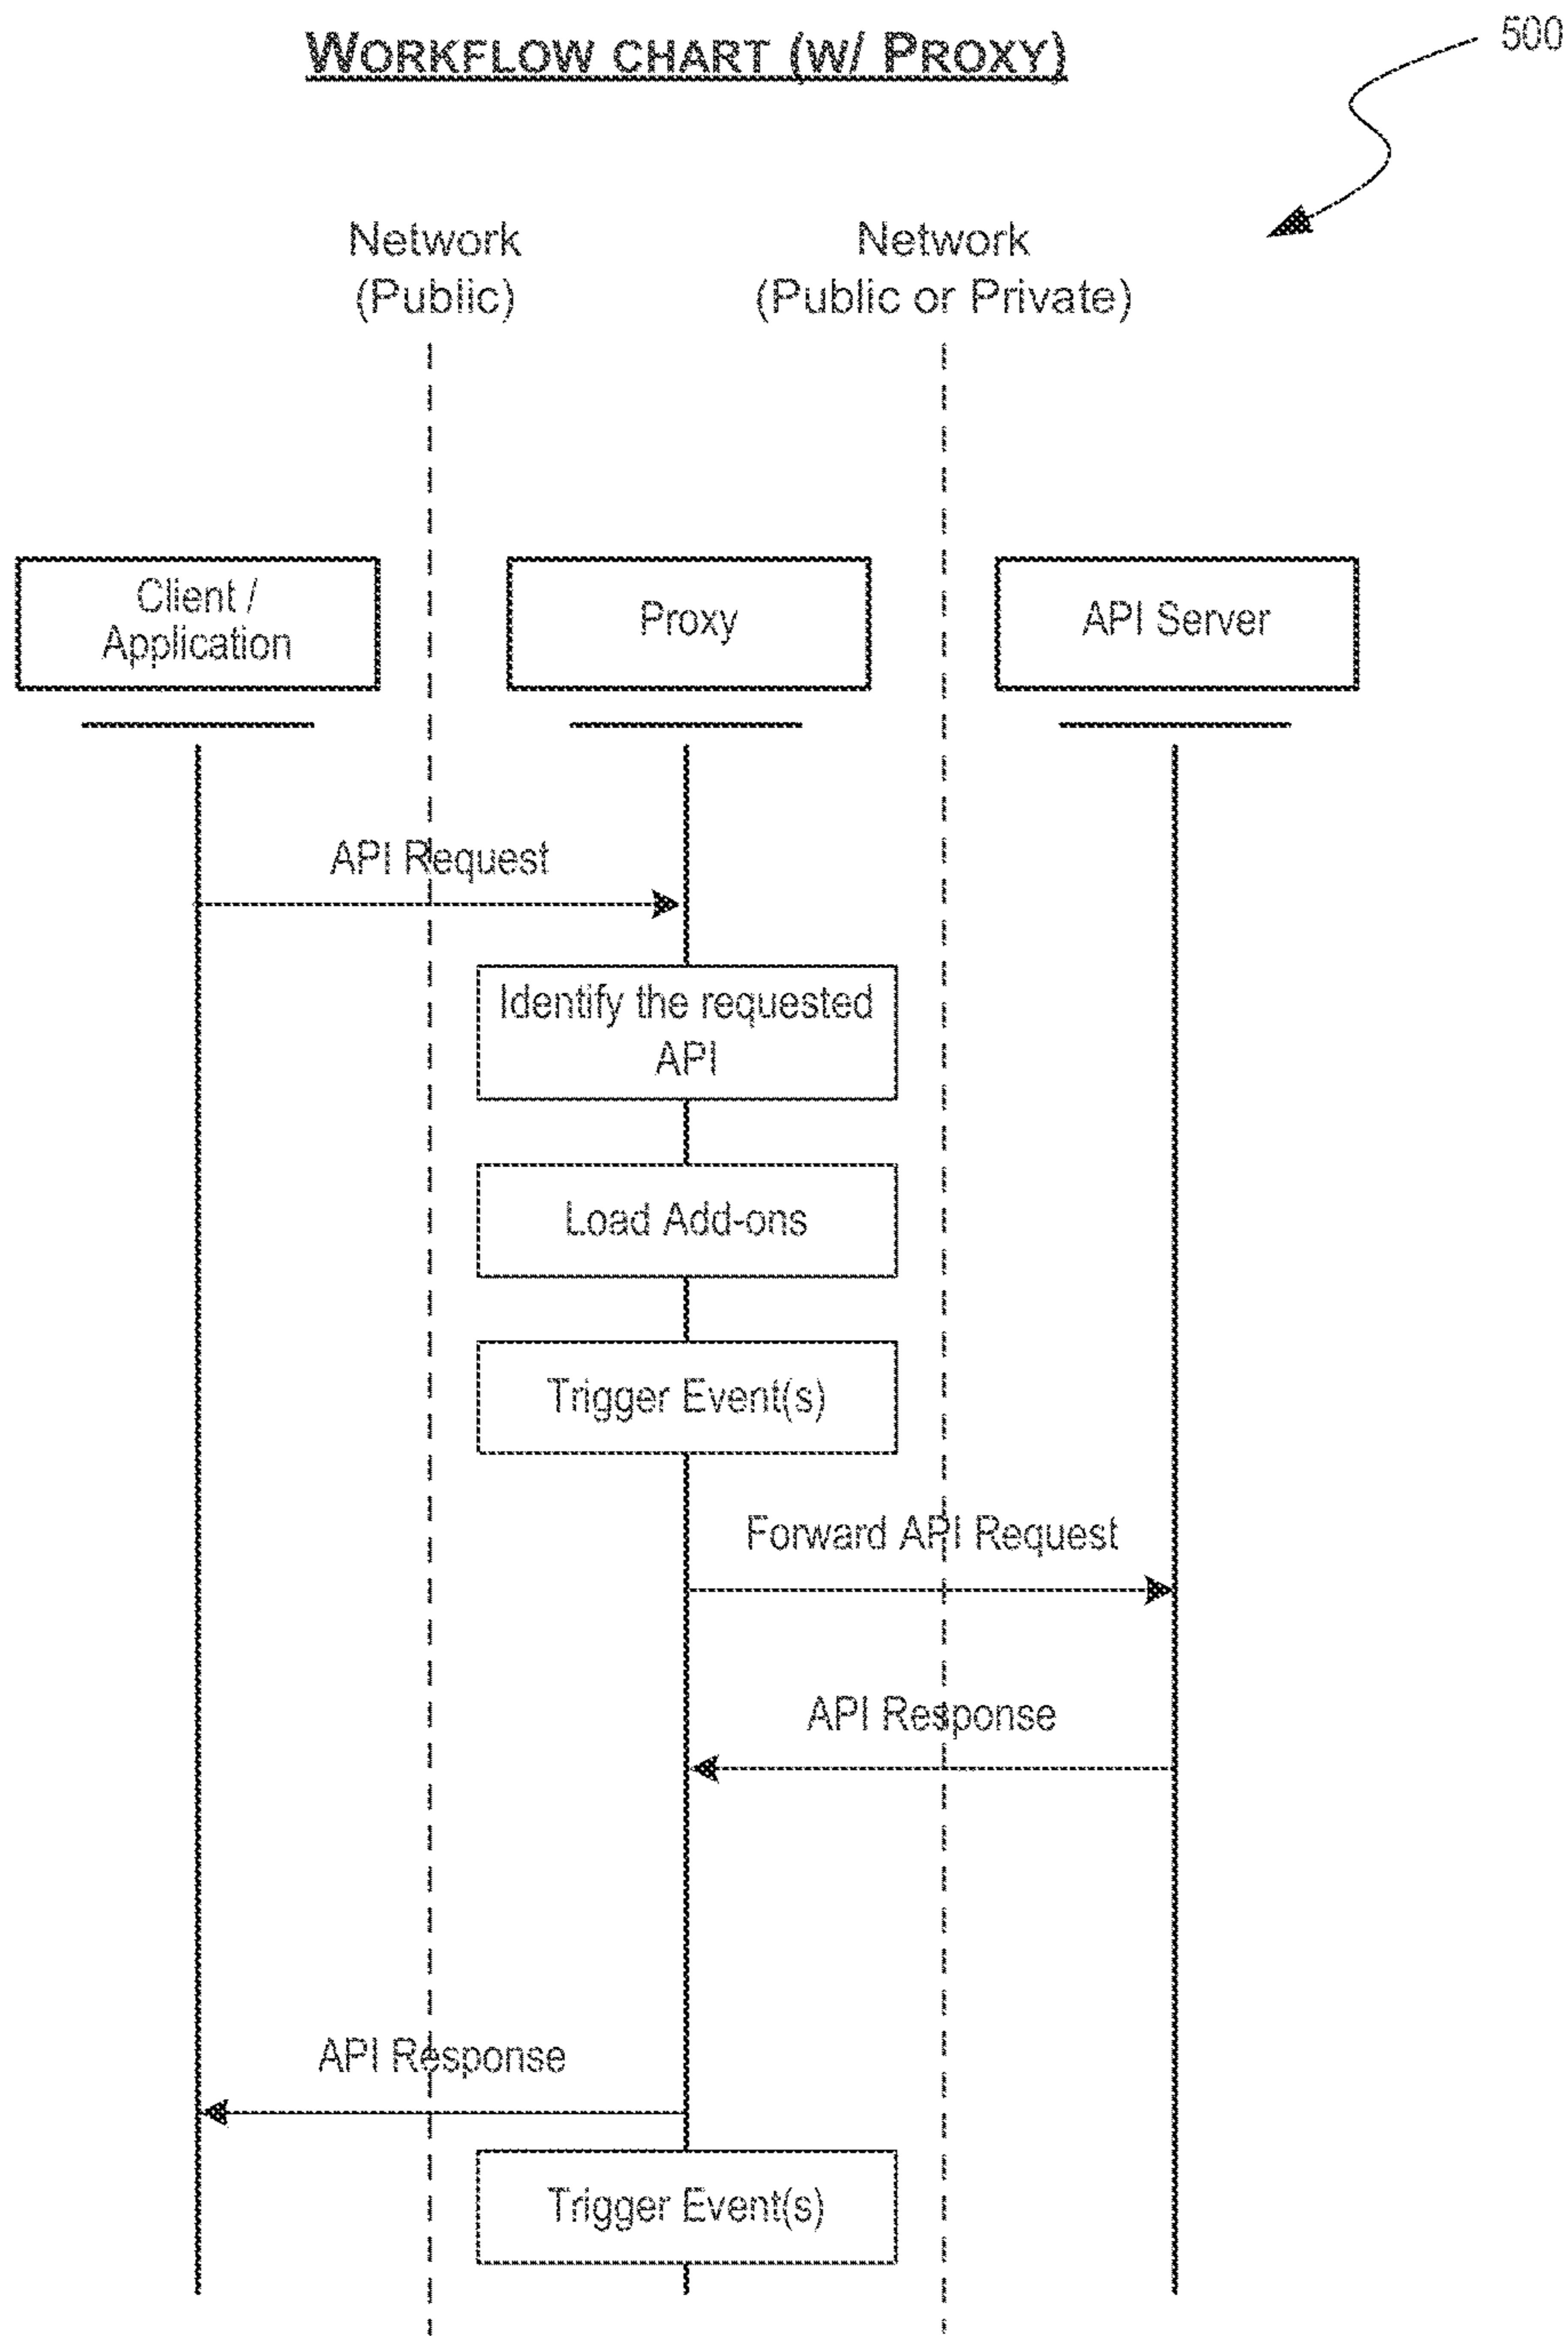 WORKFLOW CHART (W/ PROXY)
500
Network
(Public)
Network
(Public or Private)
Client /
Application
Proxy
API Server
API Request
Identify the requested
API
Load Add-ons
Trigger Event(s)
Forward API Request
API Response
API Response
Trigger Event(s)